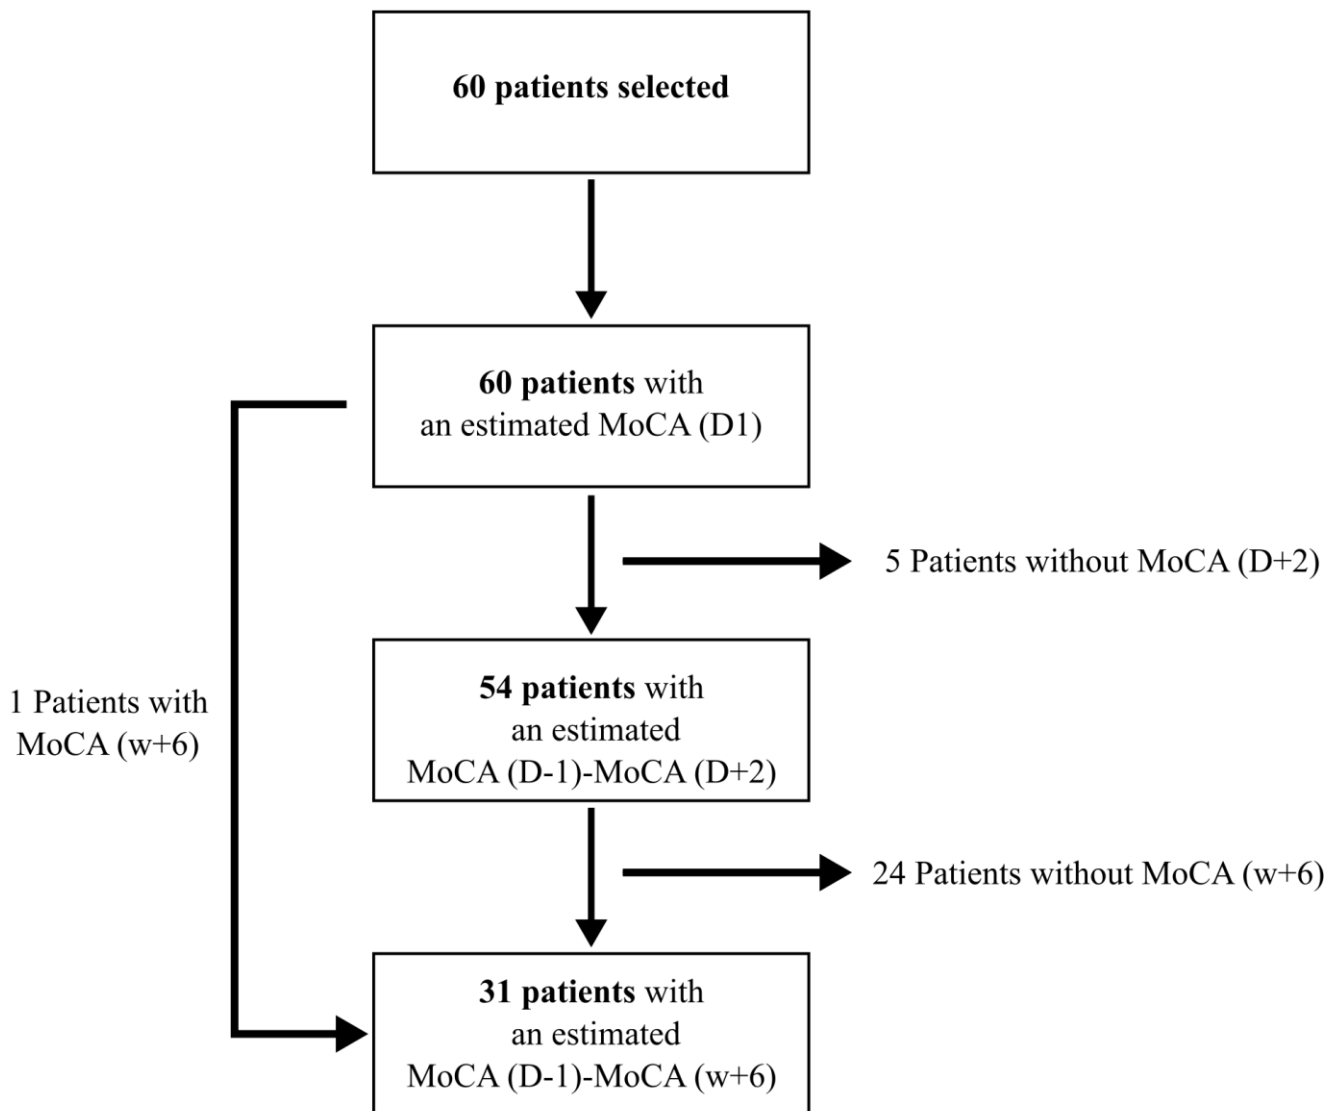 60 patients selected
60 patients with
an estimated MoCA (D1)
5 Patients without MoCA (D+2)
1 Patients with
MoCA (w+6)
54 patients with
an estimated
MoCA (D-1)-MoCA (D+2)
24 Patients without MoCA (w+6)
31 patients with
an estimated
MoCA (D-1)-MoCA (w+6)